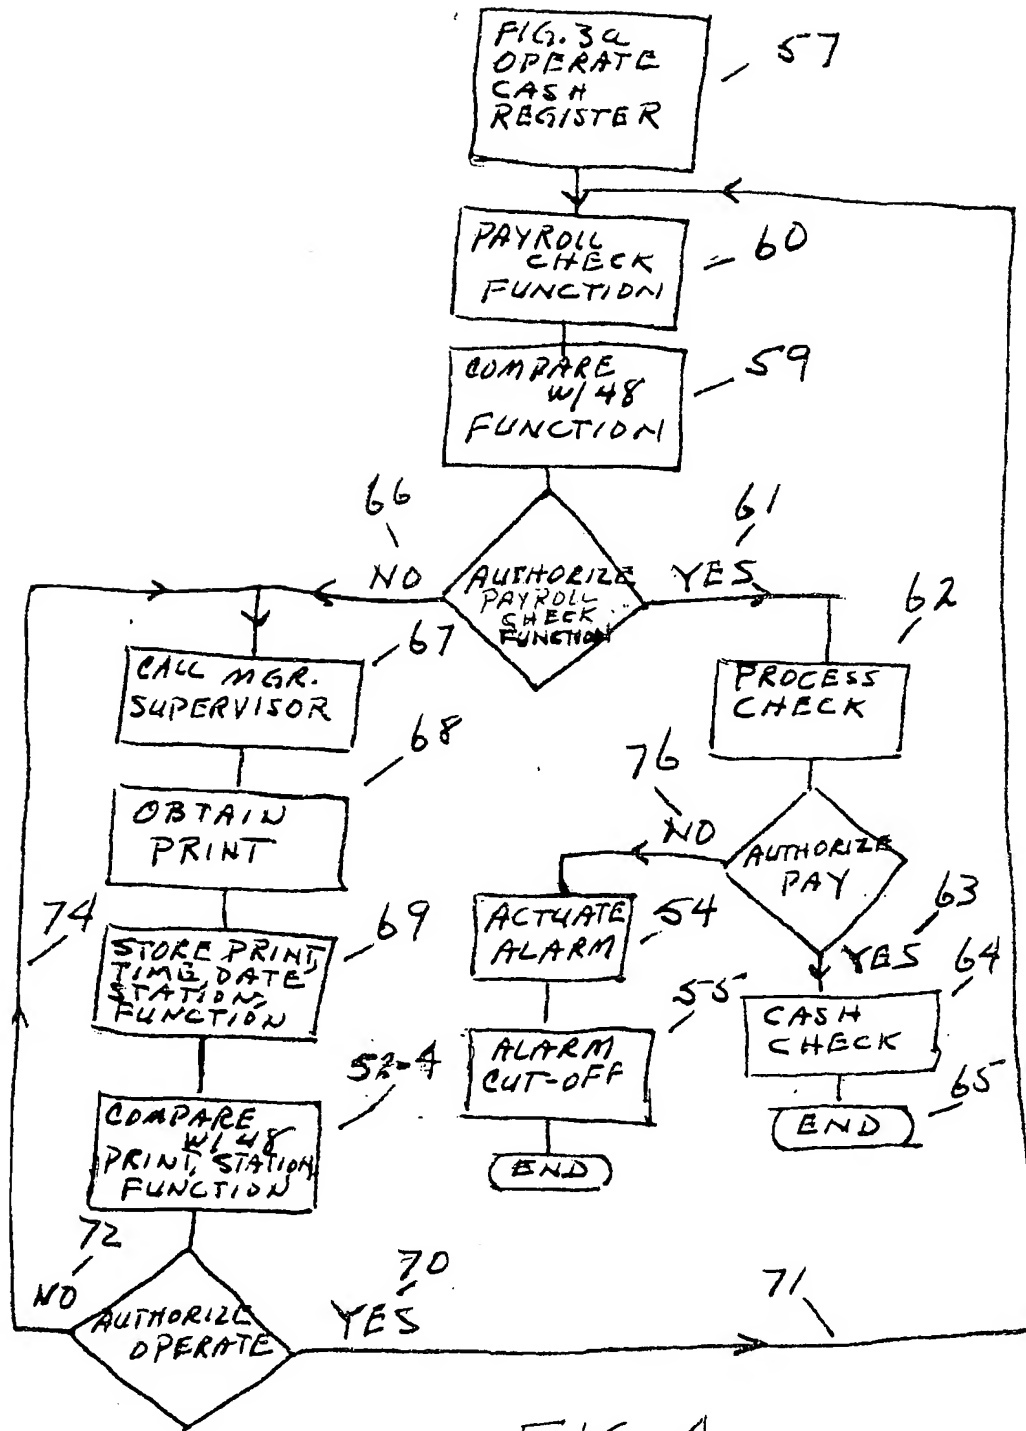 FIG. 3a
OPERATE
CASH
REGISTER
57
PAYROLL
CHECK
FUNCTION
60
COMPARE
W/ 48
FUNCTION
59
66
NO
AUTHORIZE
PAYROLL
CHECK
FUNCTION
61
YES
62
PROCESS
CHECK
67
CALL MGR.
SUPERVISOR
68
OBTAIN
PRINT
76
NO
AUTHORIZE
PAY
63
YES
74
69
STORE PRINT,
TIME, DATE
STATION,
FUNCTION
ACTUATE
ALARM
54
64
CASH
CHECK
55
ALARM
CUT-OFF
65
END
52-4
COMPARE
W/ 48
PRINT, STATION
FUNCTION
END
72
NO
AUTHORIZE
OPERATE
70
YES
71